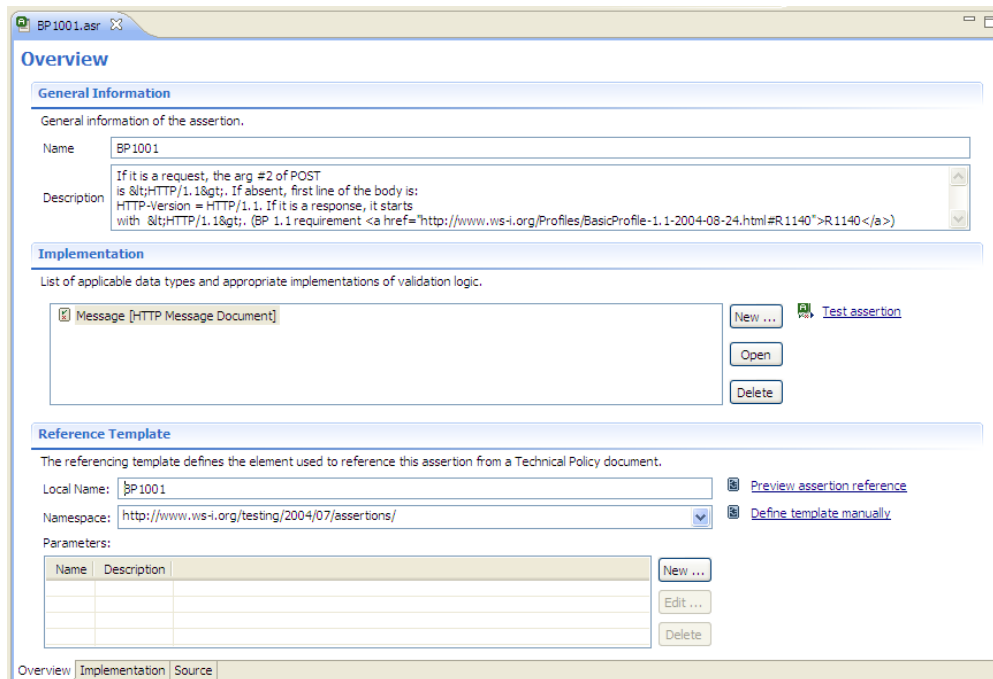 BP1001.asr
Overview
General Information
General information of the assertion.
Name BP1001
Description
If it is a request, the arg #2 of POST
is &lt;HTTP/1.1&gt;. If absent, first line of the body is:
HTTP-Version = HTTP/1.1. If it is a response, it starts
with &lt;HTTP/1.1&gt;. (BP 1.1 requirement <a href="http://www.ws-i.org/Profiles/BasicProfile-1.1-2004-08-24.html#R1140">R1140</a>)
Implementation
List of applicable data types and appropriate implementations of validation logic.
Message [HTTP Message Document]
New ...
Test assertion
Open
Delete
Reference Template
The referencing template defines the element used to reference this assertion from a Technical Policy document.
Local Name: BP1001
Preview assertion reference
Namespace: http://www.ws-i.org/testing/2004/07/assertions/
Define template manually
Parameters:
Name Description
New ...
Edit ...
Delete
Overview Implementation Source